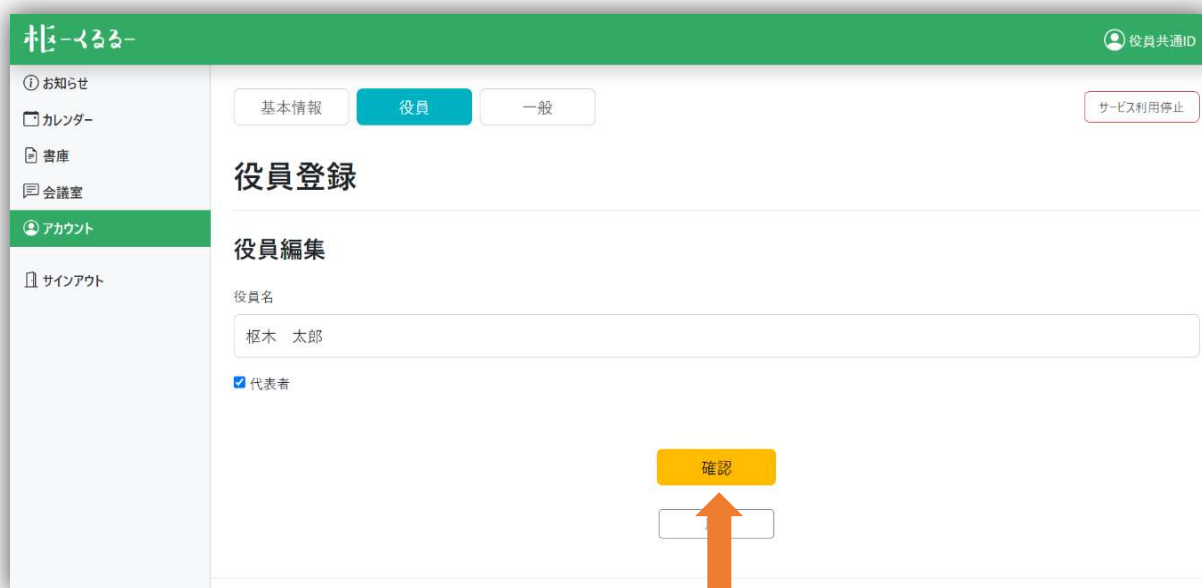 枢-くるる-
役員共通ID
お知らせ
カレンダー
書庫
会議室
アカウント
サインアウト
基本情報
役員
一般
サービス利用停止
役員登録
役員編集
役員名
枢木　太郎
代表者
確認